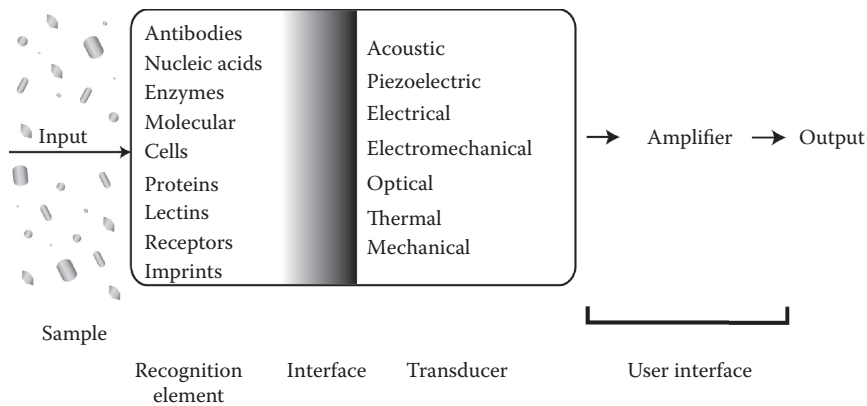 Input
Antibodies
Nucleic acids
Enzymes
Molecular
Cells
Proteins
Lectins
Receptors
Imprints
Acoustic
Piezoelectric
Electrical
Electromechanical
Optical
Thermal
Mechanical
Amplifier
Output
Sample
Recognition
element
Interface
Transducer
User interface